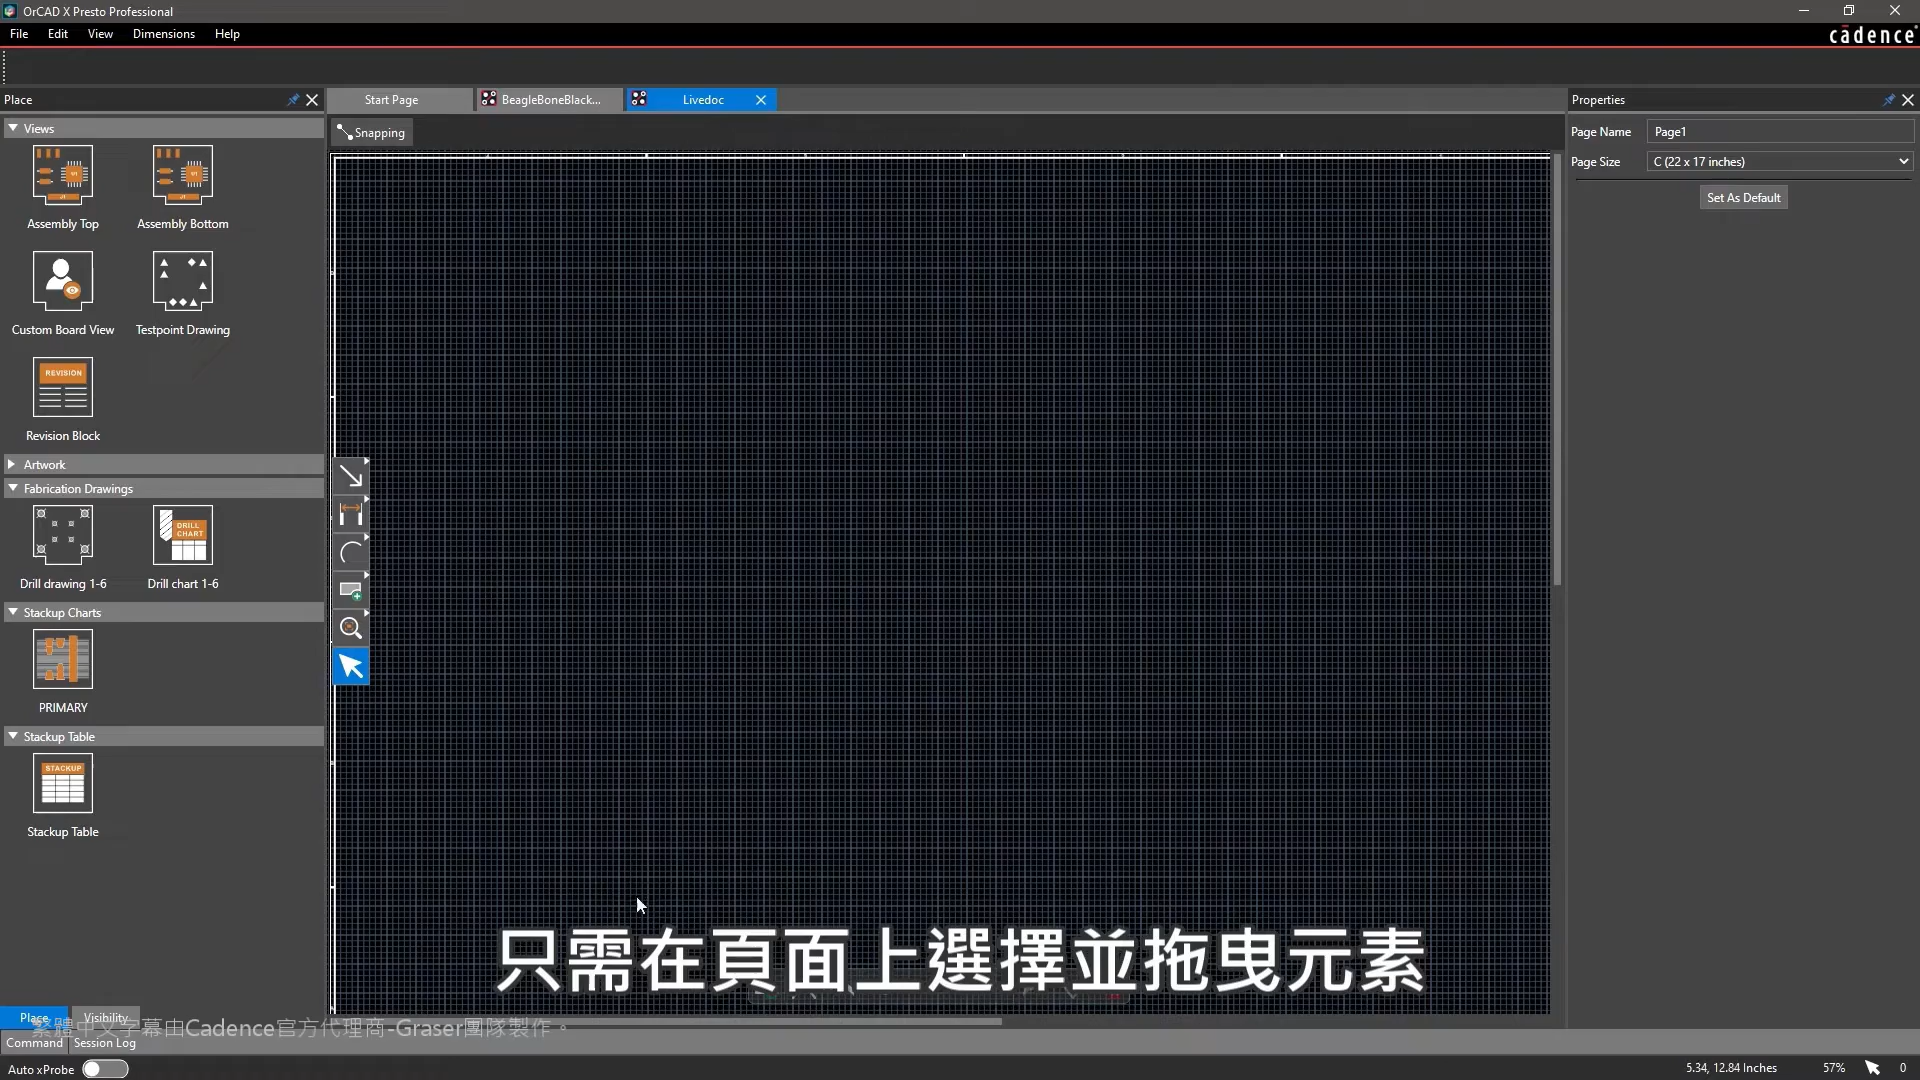 OrCAD X Presto Professional
File Edit View Dimensions Help
cādence
Place
Start Page
BeagleBoneBlack...
Livedoc
Properties
Views
Snapping
Page Name Page1
Page Size C (22 x 17 inches)
Set As Default
Assembly Top
Assembly Bottom
Custom Board View
Testpoint Drawing
REVISION
Revision Block
Artwork
Fabrication Drawings
DRILL
CHART
Drill drawing 1-6
Drill chart 1-6
Stackup Charts
PRIMARY
Stackup Table
STACKUP
Stackup Table
只需在頁面上選擇並拖曳元素
Place Visibility
繁體中文字幕由Cadence官方代理商-Graser團隊製作。
Command Session Log
Auto xProbe
5.34, 12.84 Inches 57% 0